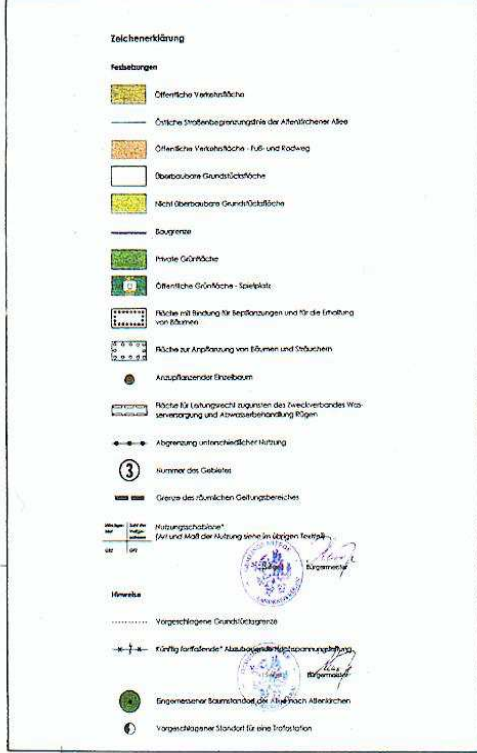 Zeichenerklärung
Festsetzungen
Öffentliche Verkehrsfläche
Östliche Straßenbegrenzungslinie der Altenkirchener Allee
Öffentliche Verkehrsfläche - Fuß- und Radweg
Überbaubare Grundstücksfläche
Nicht überbaubare Grundstücksfläche
Baugrenze
Private Grünfläche
Öffentliche Grünfläche - Spielplatz
Fläche mit Bindung für Bepflanzungen und für die Erhaltung
von Bäumen
Fläche zur Anpflanzung von Bäumen und Sträuchern
Anzupflanzender Einzelbaum
Fläche für Leitungsrecht zugunsten des Zweckverbandes Was-
serversorgung und Abwasserbehandlung Rügen
Abgrenzung unterschiedlicher Nutzung
3 Nummer des Gebietes
Grenze des räumlichen Geltungsbereiches
Nutzungsschablone*
(Art und Maß der Nutzung siehe im übrigen Textteil)
(Siegel) Bürgermeister
Hinweise
Vorgeschlagene Grundstücksgrenze
Künftig fortfallende*
(Siegel) Bürgermeister
Eingemessener Baumstandort der Allee nach Altenkirchen
Vorgeschlagener Standort für eine Trafostation